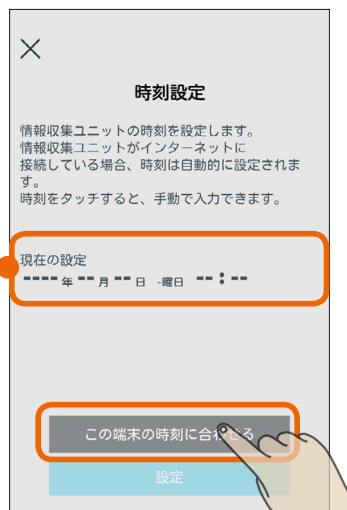 時刻設定
情報収集ユニットの時刻を設定します。
情報収集ユニットがインターネットに
接続している場合、時刻は自動的に設定されま
す。
時刻をタッチすると、手動で入力できます。
現在の設定
----年--月--日 -曜日 --:--
この端末の時刻に合わせる
設定